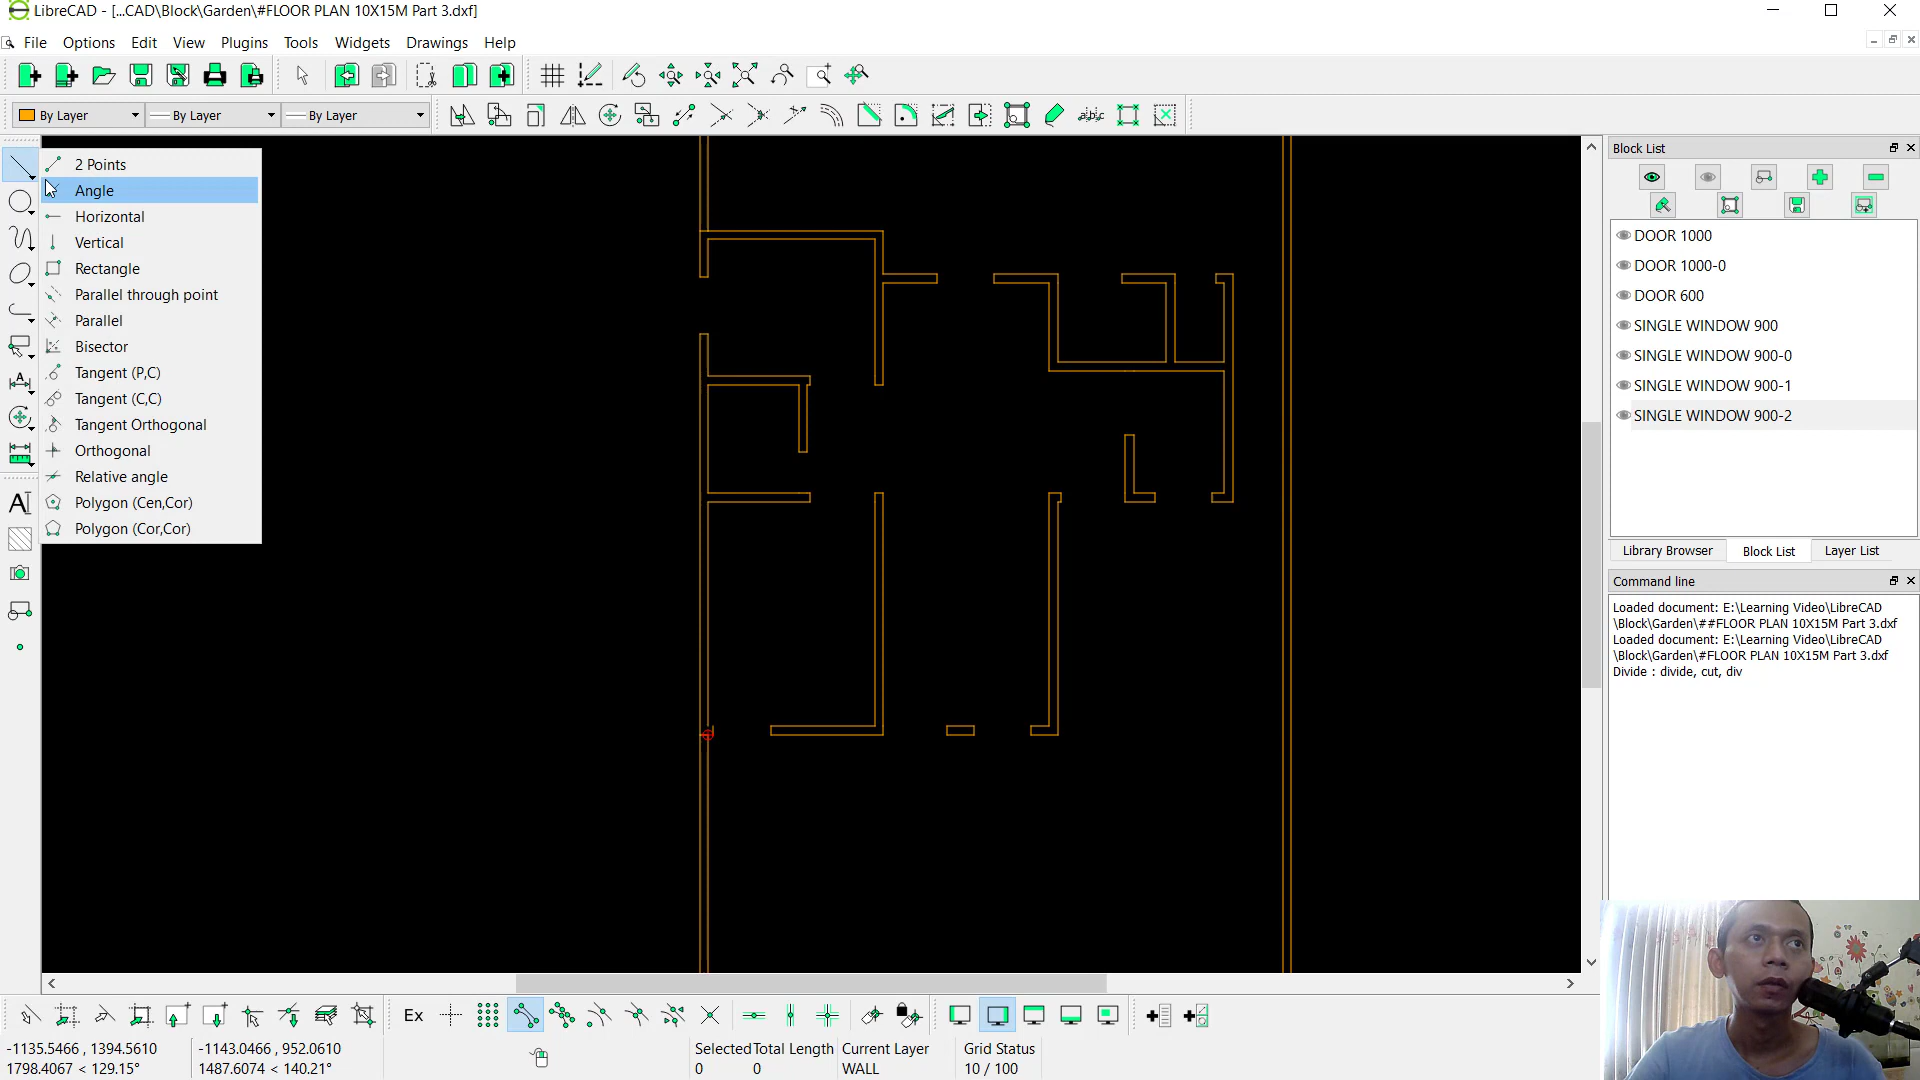 LibreCAD - [...CAD\Block\Garden\#FLOOR PLAN 10X15M Part 3.dxf]
File Options Edit View Plugins Tools Widgets Drawings Help
By Layer By Layer By Layer
2 Points
Angle
Horizontal
Vertical
Rectangle
Parallel through point
Parallel
Bisector
Tangent (P,C)
Tangent (C,C)
Tangent Orthogonal
Orthogonal
Relative angle
Polygon (Cen,Cor)
Polygon (Cor,Cor)
Block List
DOOR 1000
DOOR 1000-0
DOOR 600
SINGLE WINDOW 900
SINGLE WINDOW 900-0
SINGLE WINDOW 900-1
SINGLE WINDOW 900-2
Library Browser Block List Layer List
Command line
Loaded document: E:\Learning Video\LibreCAD
\Block\Garden\##FLOOR PLAN 10X15M Part 3.dxf
Loaded document: E:\Learning Video\LibreCAD
\Block\Garden\#FLOOR PLAN 10X15M Part 3.dxf
Divide : divide, cut, div
Ex
-1135.5466 , 1394.5610 -1143.0466 , 952.0610 Selected Total Length Current Layer Grid Status
1798.4067 < 129.15° 1487.6074 < 140.21° 0 0 WALL 10 / 100